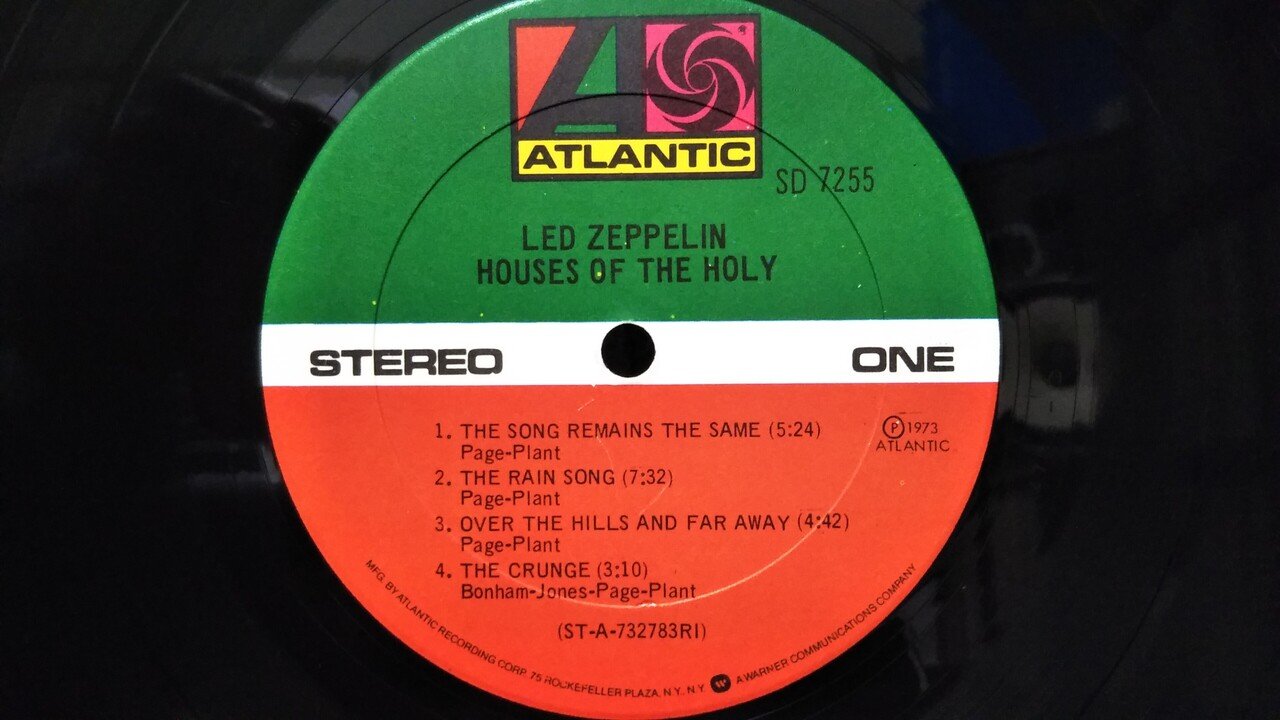 ATLANTIC
SD 7255
LED ZEPPELIN
HOUSES OF THE HOLY
STEREO ONE
1. THE SONG REMAINS THE SAME (5:24)
Page-Plant
2. THE RAIN SONG (7:32)
Page-Plant
3. OVER THE HILLS AND FAR AWAY (4:42)
Page-Plant
4. THE CRUNGE (3:10)
Bonham-Jones-Page-Plant
(ST-A-732783RI)
Ⓟ1973
ATLANTIC
MFG. BY ATLANTIC RECORDING CORP. 75 ROCKEFELLER PLAZA, N.Y. N.Y. A WARNER COMMUNICATIONS COMPANY